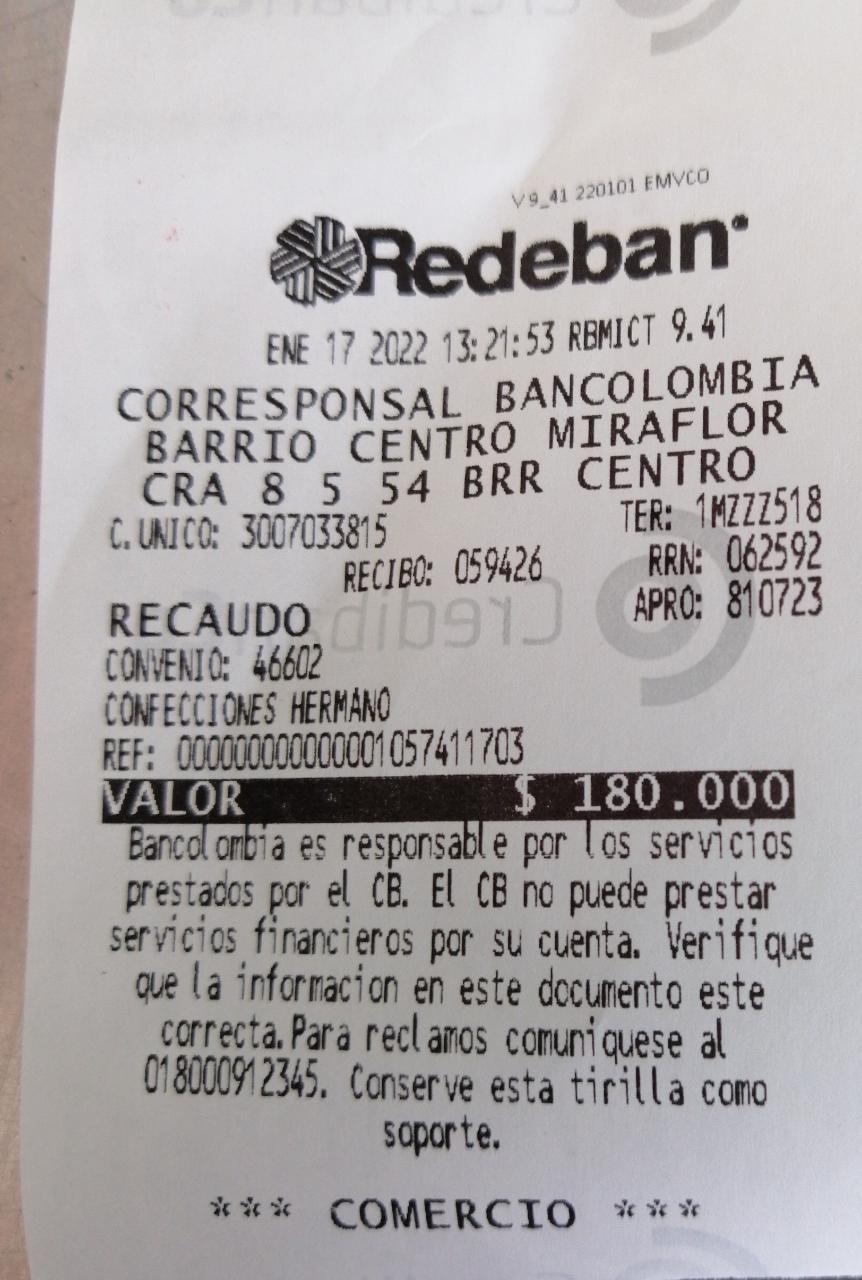 V9_41 220101 EMVCO
Redeban
ENE 17 2022 13:21:53 RBMICT 9.41
CORRESPONSAL BANCOLOMBIA
BARRIO CENTRO MIRAFLOR
CRA 8 5 54 BRR CENTRO
C.UNICO: 3007033815 TER: 1MZZZ518
RECIBO: 059426 RRN: 062592
RECAUDO APRO: 810723
CONVENIO: 46602
CONFECCIONES HERMANO
REF: 000000000000001057411703
VALOR $ 180.000
Bancolombia es responsable por los servicios
prestados por el CB. El CB no puede prestar
servicios financieros por su cuenta. Verifique
que la informacion en este documento este
correcta.Para reclamos comuniquese al
018000912345. Conserve esta tirilla como
soporte.
*** COMERCIO ***